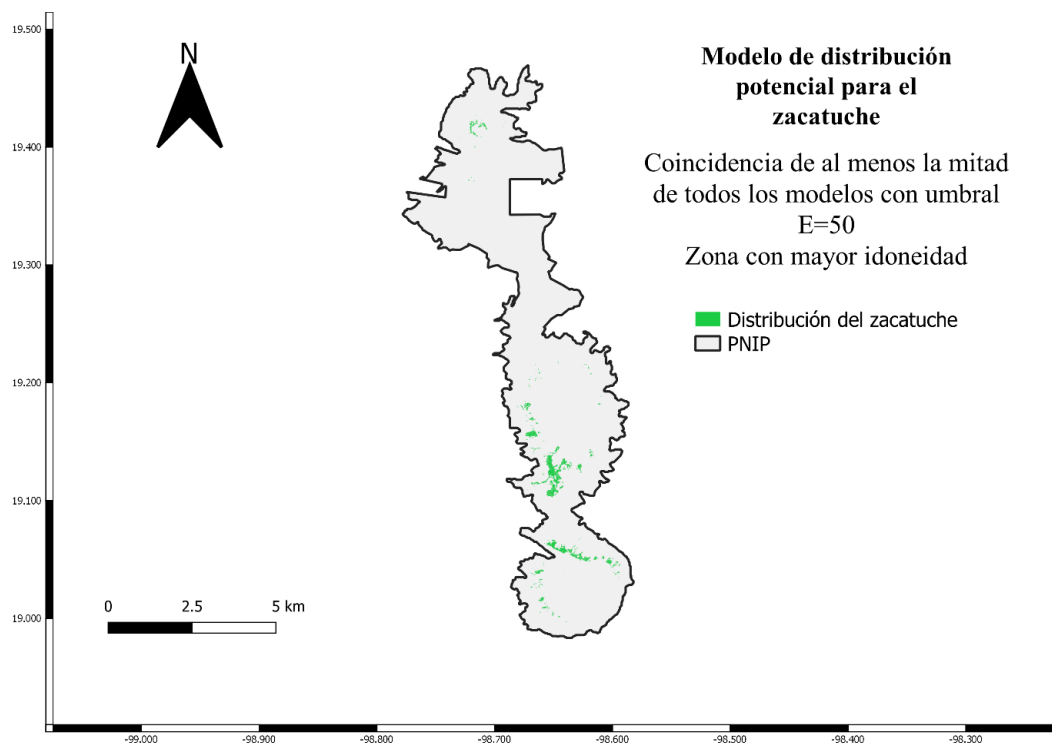 19.500
N
Modelo de distribución
potencial para el
zacatuche
19.400
Coincidencia de al menos la mitad
de todos los modelos con umbral
E=50
Zona con mayor idoneidad
19.300
Distribución del zacatuche
PNIP
19.200
19.100
0 2.5 5 km
19.000
-99.000 -98.900 -98.800 -98.700 -98.600 -98.500 -98.400 -98.300